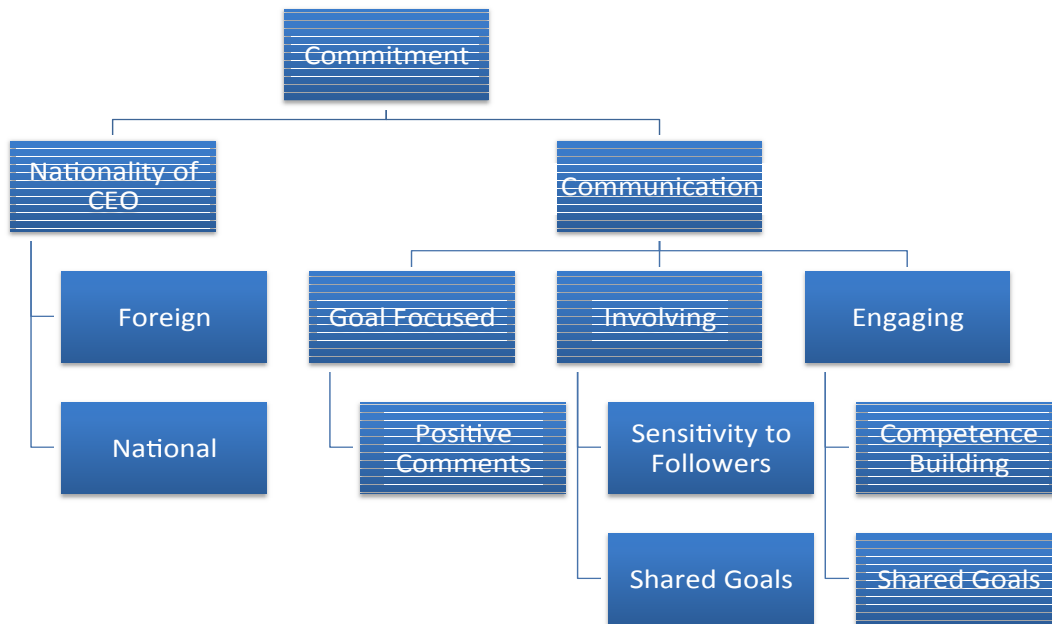 Commitment
Nationality of
CEO
Communication
Foreign
Goal Focused
Involving
Engaging
National
Positive
Comments
Sensitivity to
Followers
Competence
Building
Shared Goals
Shared Goals